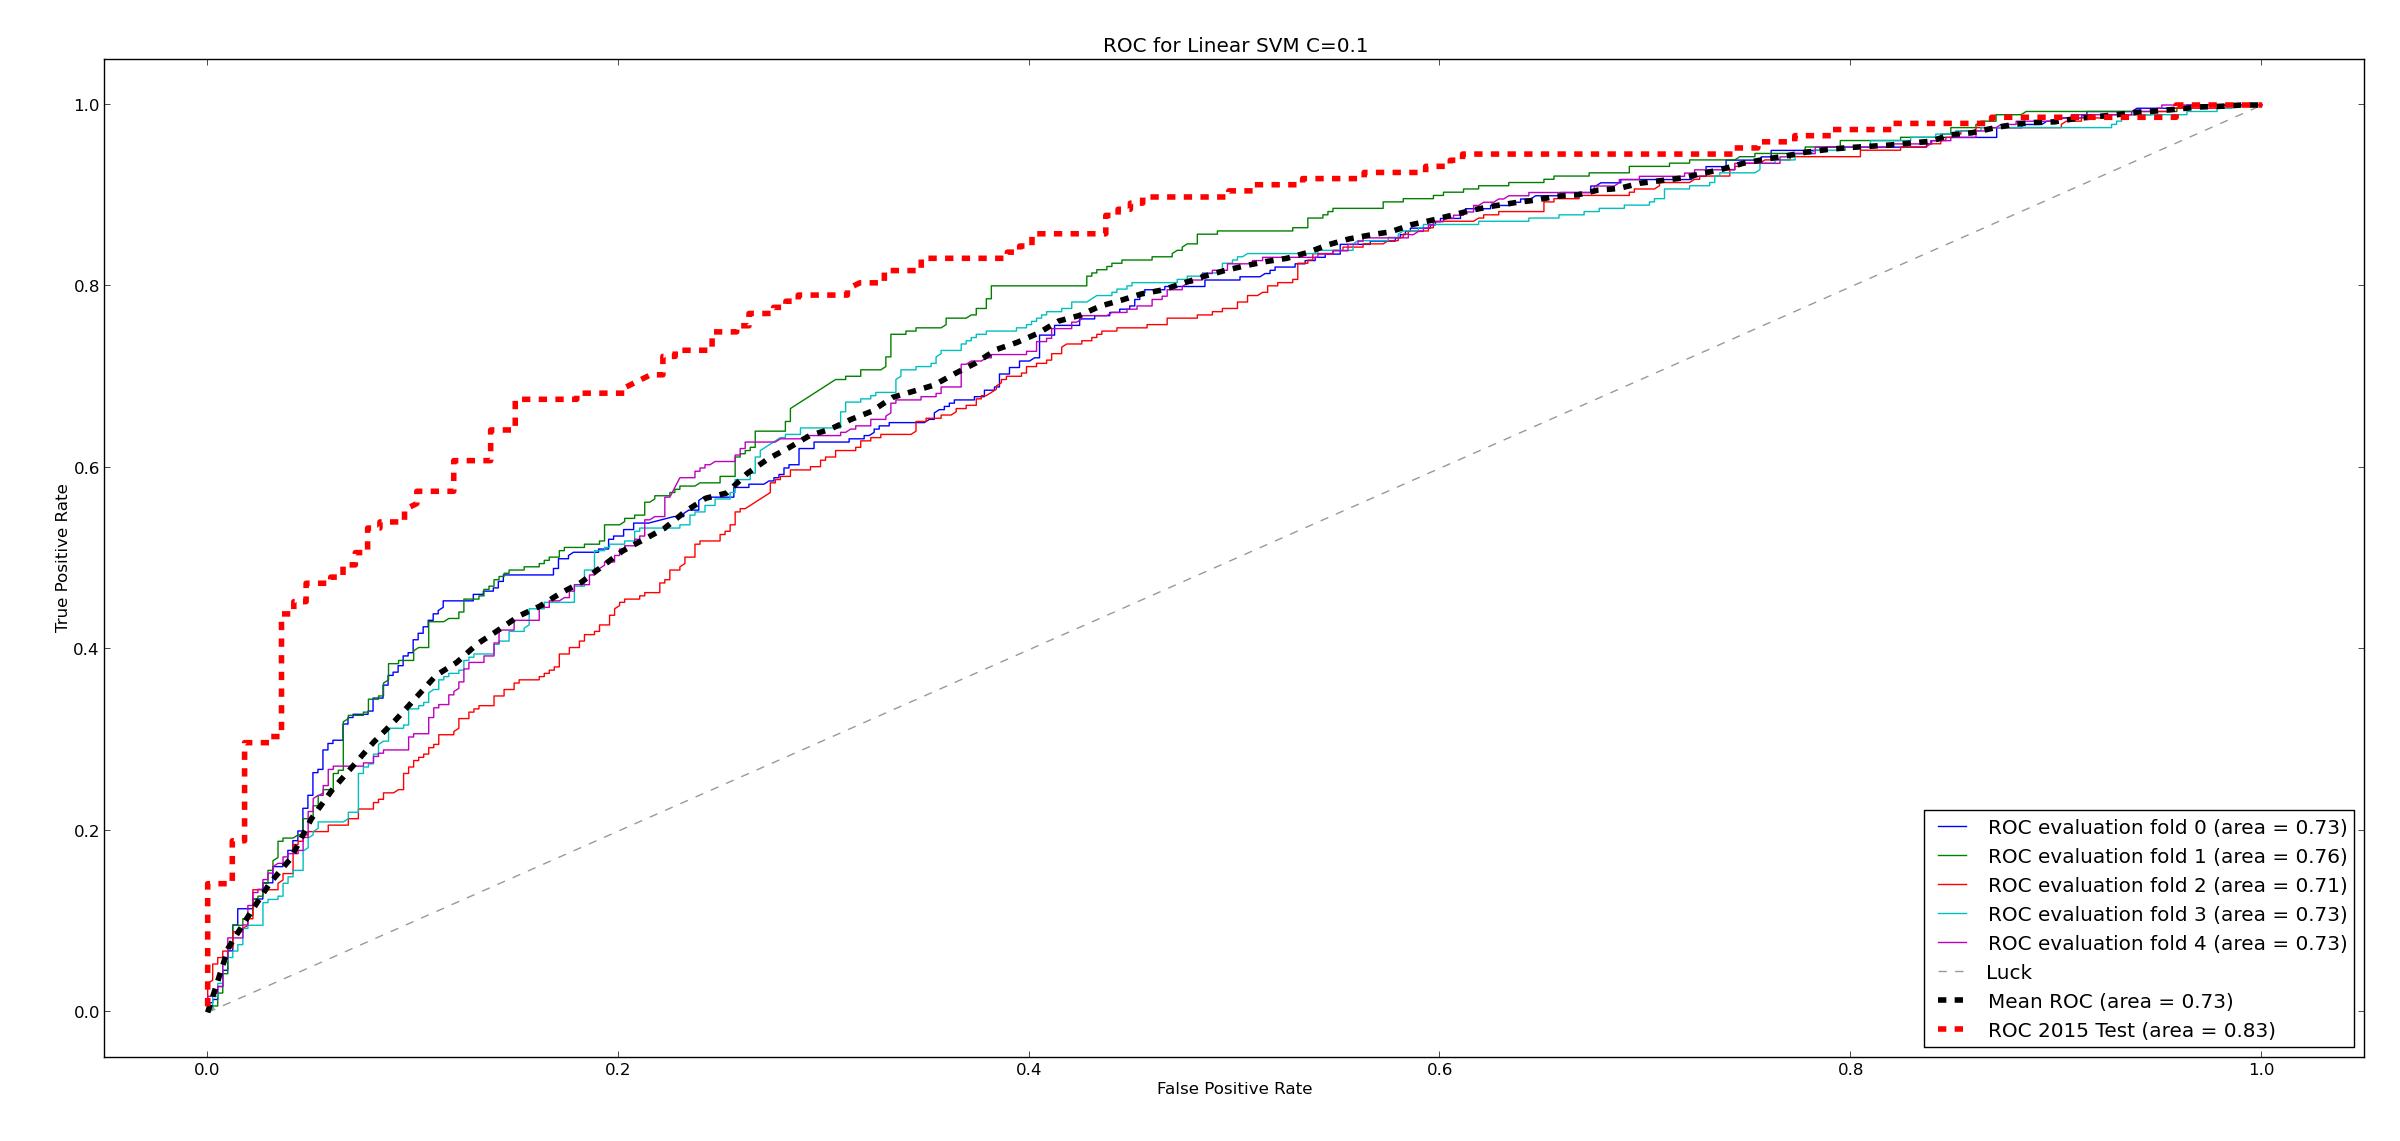 ROC for Linear SVM C=0.1
True Positive Rate
1.0
0.8
0.6
0.4
0.2
0.0
0.0 0.2 0.4 0.6 0.8 1.0
False Positive Rate
ROC evaluation fold 0 (area = 0.73)
ROC evaluation fold 1 (area = 0.76)
ROC evaluation fold 2 (area = 0.71)
ROC evaluation fold 3 (area = 0.73)
ROC evaluation fold 4 (area = 0.73)
Luck
Mean ROC (area = 0.73)
ROC 2015 Test (area = 0.83)